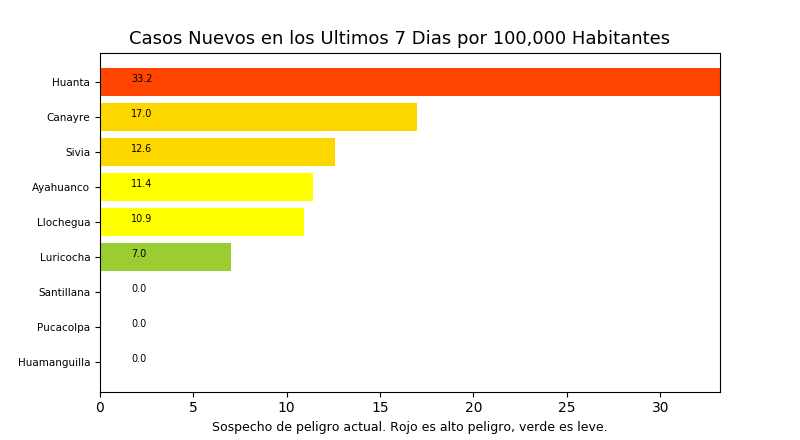 Casos Nuevos en los Ultimos 7 Dias por 100,000 Habitantes
Huanta 33.2
Canayre 17.0
Sivia 12.6
Ayahuanco 11.4
Llochegua 10.9
Luricocha 7.0
Santillana 0.0
Pucacolpa 0.0
Huamanguilla 0.0
0 5 10 15 20 25 30
Sospecho de peligro actual. Rojo es alto peligro, verde es leve.